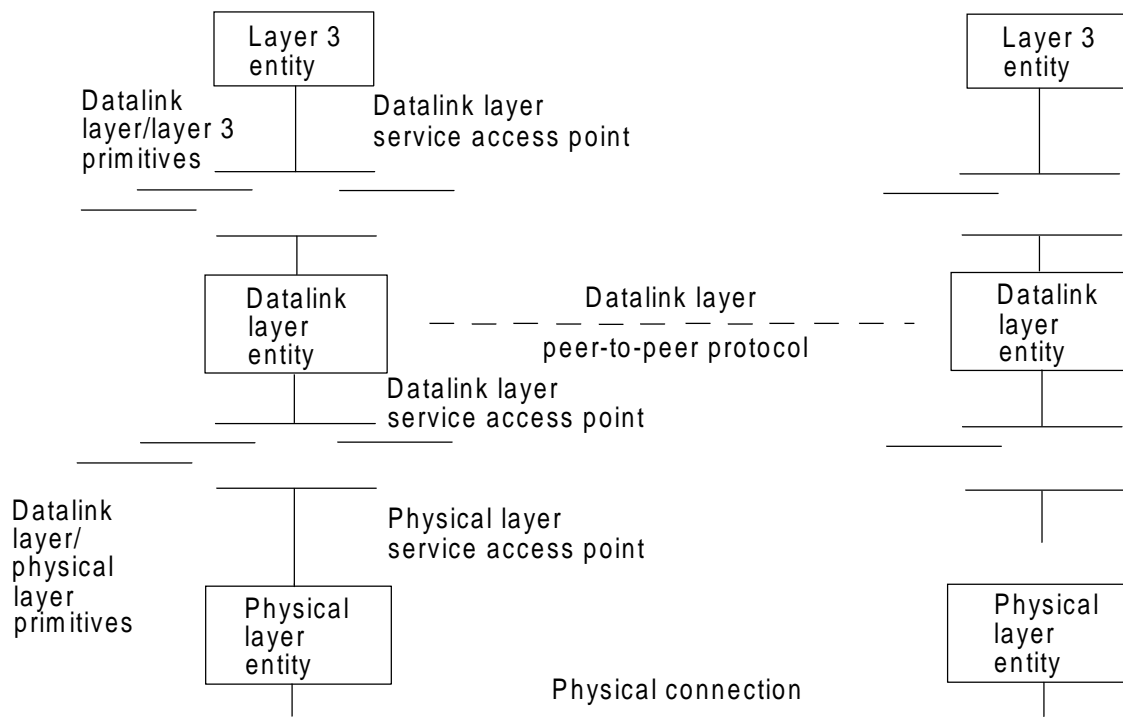 Layer 3
entity
Layer 3
entity
Datalink
layer/layer 3
primitives
Datalink layer
service access point
Datalink
layer
entity
Datalink layer
peer-to-peer protocol
Datalink
layer
entity
Datalink layer
service access point
Datalink
layer/
physical
layer
primitives
Physical layer
service access point
Physical
layer
entity
Physical connection
Physical
layer
entity